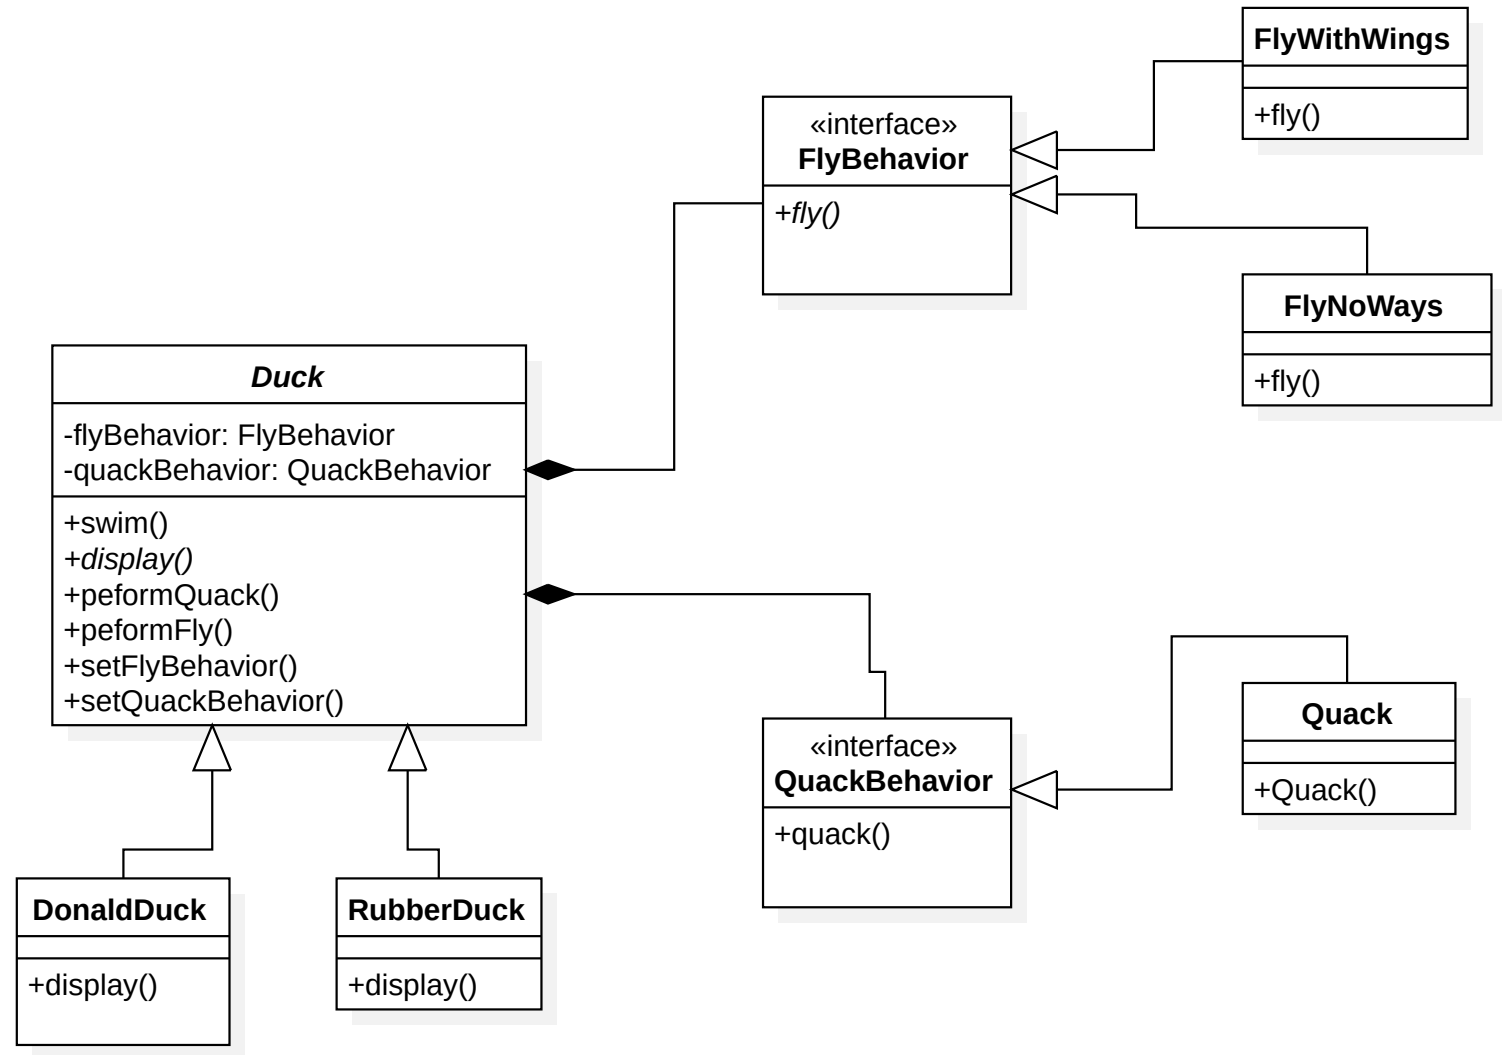 FlyWithWings
+fly()
«interface»
FlyBehavior
+fly()
FlyNoWays
+fly()
Duck
-flyBehavior: FlyBehavior
-quackBehavior: QuackBehavior
+swim()
+display()
+peformQuack()
+peformFly()
+setFlyBehavior()
+setQuackBehavior()
«interface»
QuackBehavior
+quack()
Quack
+Quack()
DonaldDuck
+display()
RubberDuck
+display()